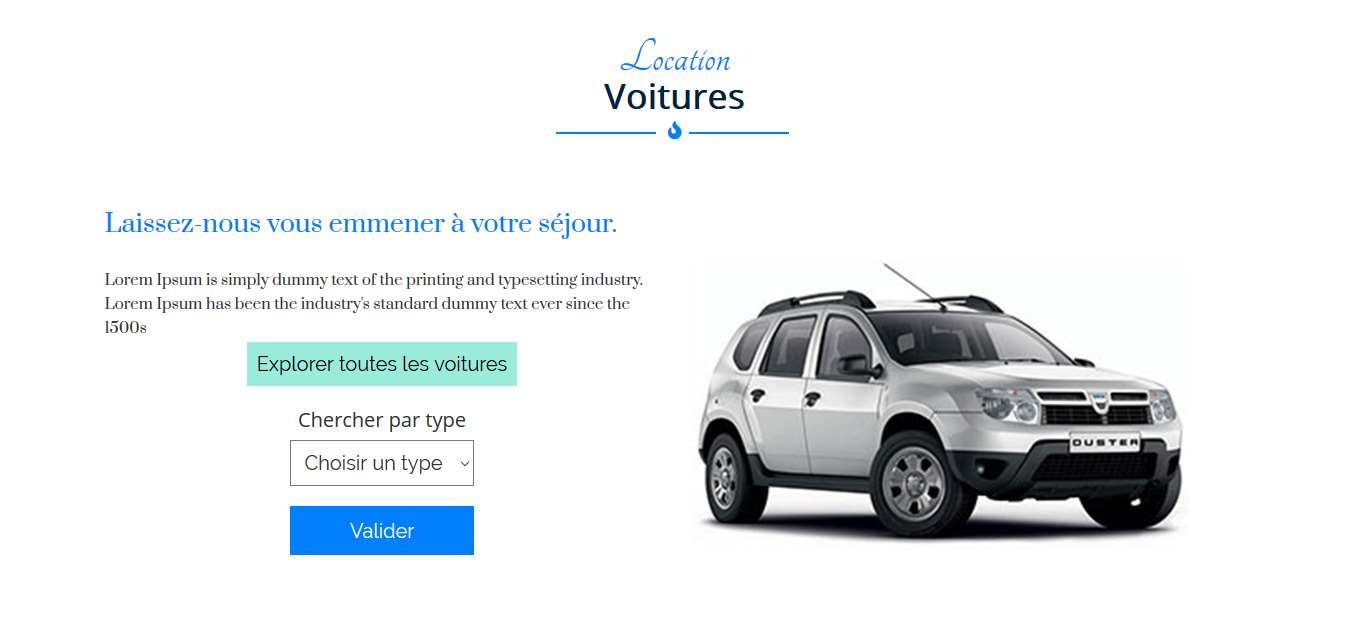 Location
Voitures
Laissez-nous vous emmener à votre séjour.
Lorem Ipsum is simply dummy text of the printing and typesetting industry.
Lorem Ipsum has been the industry's standard dummy text ever since the
1500s
Explorer toutes les voitures
Chercher par type
Choisir un type
Valider
DUSTER